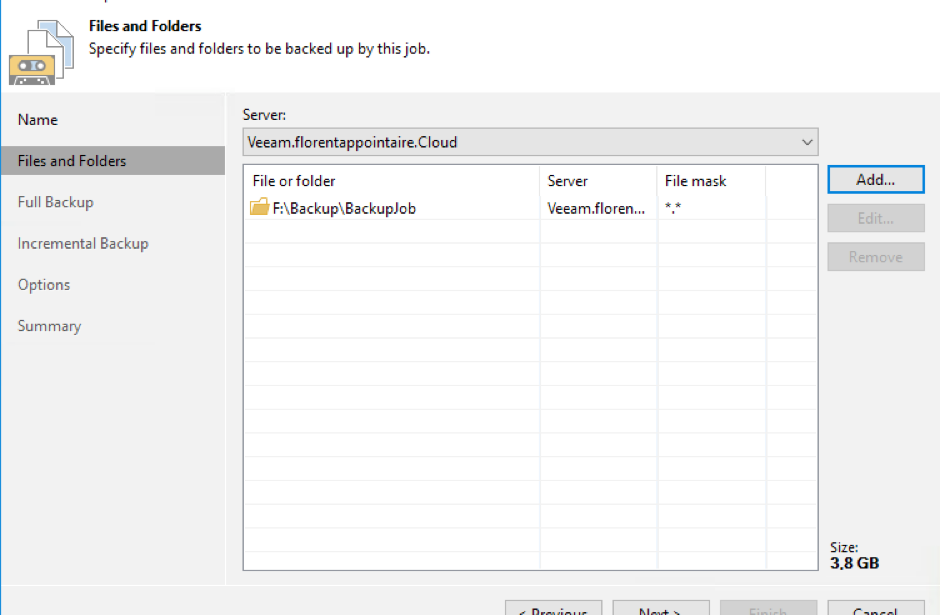 Files and Folders
Specify files and folders to be backed up by this job.
Name
Files and Folders
Full Backup
Incremental Backup
Options
Summary
Server:
Veeam.florentappointaire.Cloud
File or folder Server File mask
F:\Backup\BackupJob Veeam.floren... *.*
Add...
Edit...
Remove
Size:
3,8 GB
< Previous Next > Finish Cancel